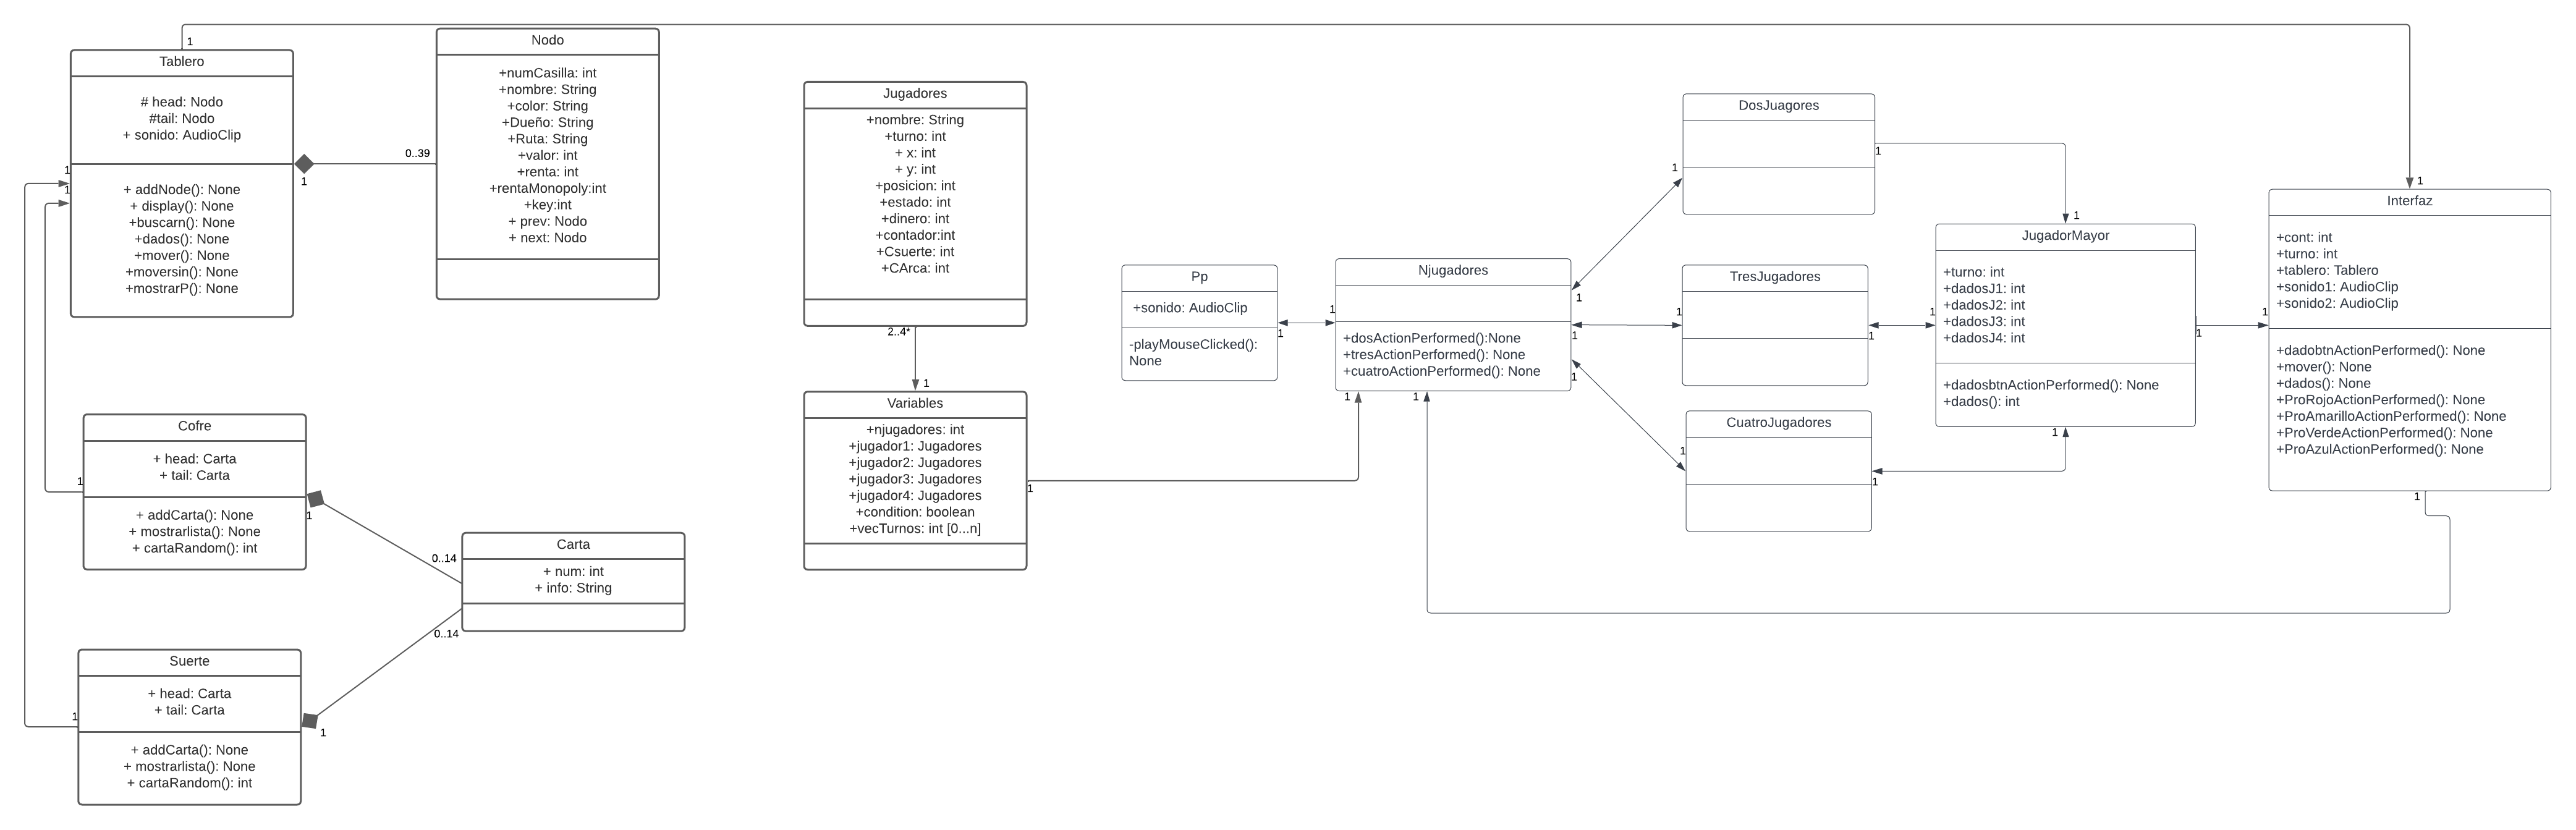 1
Tablero
# head: Nodo
#tail: Nodo
+ sonido: AudioClip
1
1
+ addNode(): None
+ display(): None
+buscarn(): None
+dados(): None
+mover(): None
+moversin(): None
+mostrarP(): None
1
0..39
Nodo
+numCasilla: int
+nombre: String
+color: String
+Dueño: String
+Ruta: String
+valor: int
+renta: int
+rentaMonopoly:int
+key:int
+ prev: Nodo
+ next: Nodo
Cofre
+ head: Carta
+ tail: Carta
1
+ addCarta(): None
+ mostrarlista(): None
+ cartaRandom(): int
1
0..14
Carta
+ num: int
+ info: String
0..14
Suerte
+ head: Carta
+ tail: Carta
1
+ addCarta(): None
+ mostrarlista(): None
+ cartaRandom(): int
1
Jugadores
+nombre: String
+turno: int
+ x: int
+ y: int
+posicion: int
+estado: int
+dinero: int
+contador:int
+Csuerte: int
+CArca: int
2..4*
1
Variables
+njugadores: int
+jugador1: Jugadores
+jugador2: Jugadores
+jugador3: Jugadores
+jugador4: Jugadores
+condition: boolean
+vecTurnos: int [0...n]
1
Pp
+sonido: AudioClip
-playMouseClicked():
None
1
1
Njugadores
+dosActionPerformed():None
+tresActionPerformed(): None
+cuatroActionPerformed(): None
1
1
1
1
1
1
DosJuagores
1
1
TresJugadores
1
1
1
CuatroJugadores
1
1
1
JugadorMayor
+turno: int
+dadosJ1: int
+dadosJ2: int
+dadosJ3: int
+dadosJ4: int
+dadosbtnActionPerformed(): None
+dados(): int
1
1
1
Interfaz
+cont: int
+turno: int
+tablero: Tablero
+sonido1: AudioClip
+sonido2: AudioClip
+dadobtnActionPerformed(): None
+mover(): None
+dados(): None
+ProRojoActionPerformed(): None
+ProAmarilloActionPerformed(): None
+ProVerdeActionPerformed(): None
+ProAzulActionPerformed(): None
1